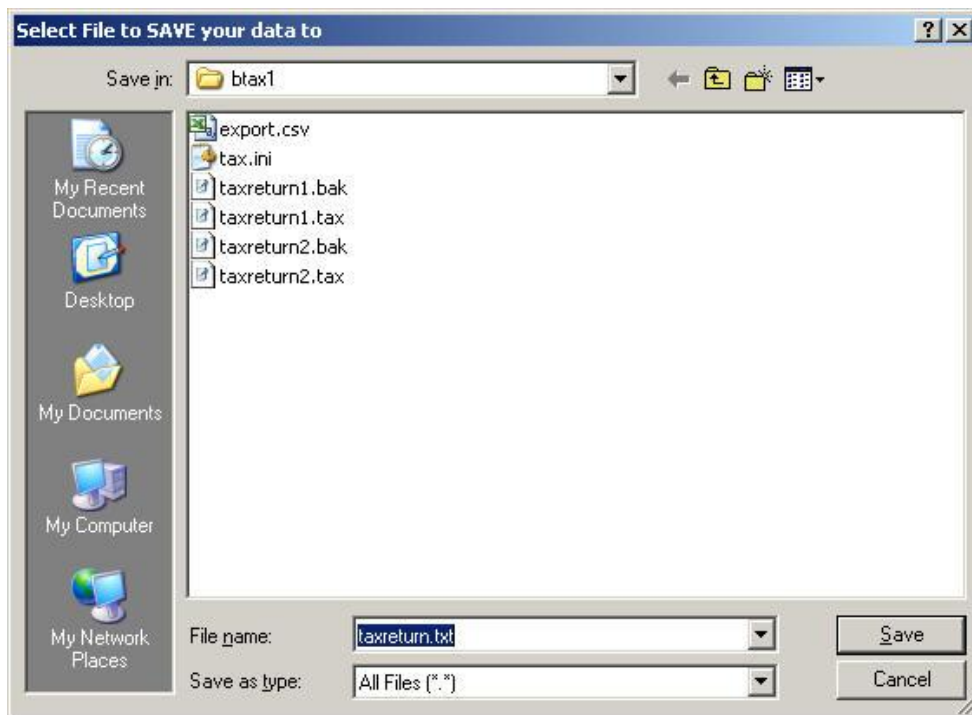 Select File to SAVE your data to
Save in: btax1
My Recent
Documents
Desktop
My Documents
My Computer
My Network
Places
export.csv
tax.ini
taxreturn1.bak
taxreturn1.tax
taxreturn2.bak
taxreturn2.tax
File name: taxreturn.txt Save
Save as type: All Files (*.*) Cancel